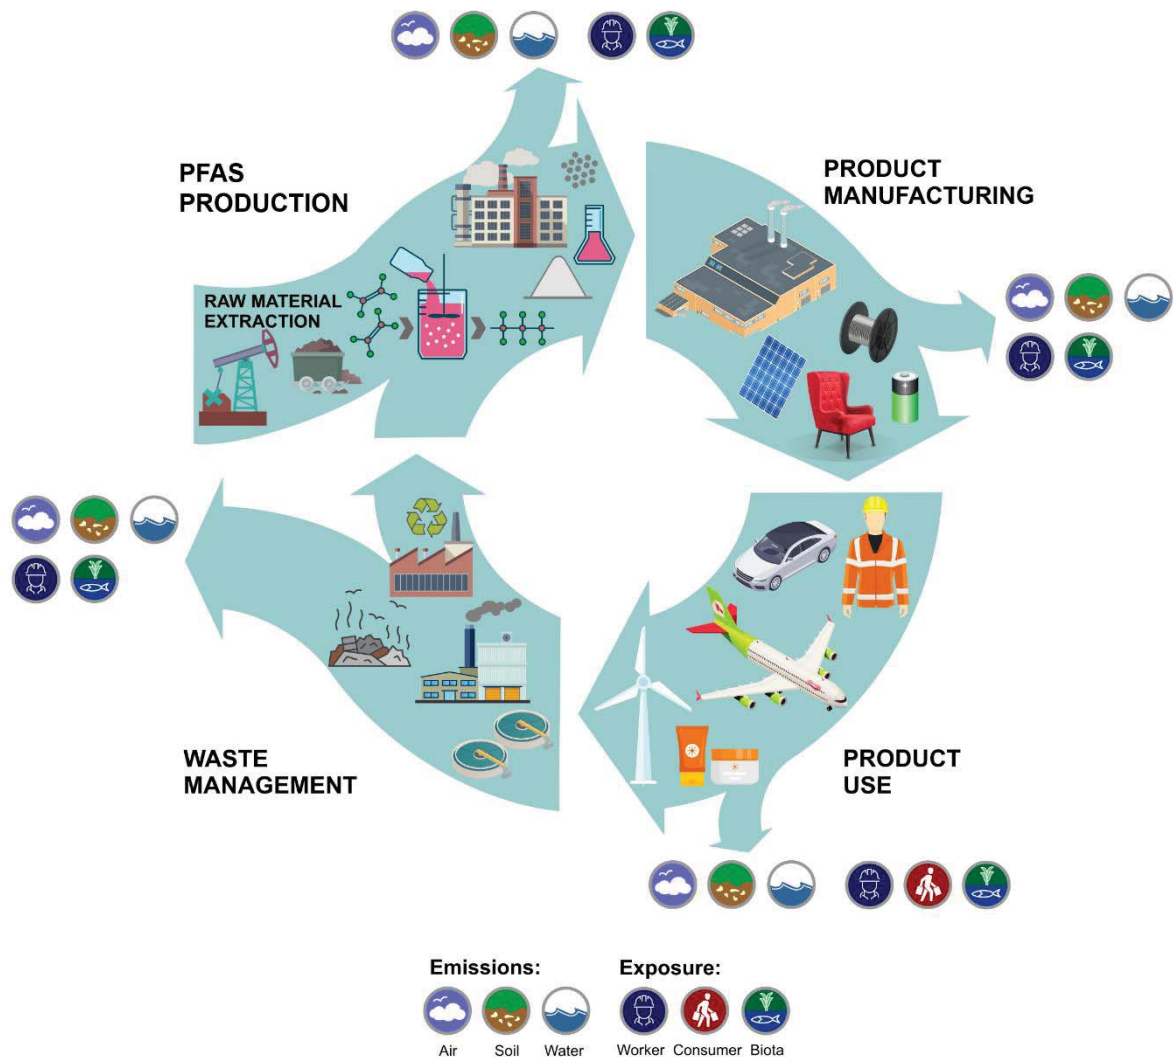 PFAS
PRODUCTION
PRODUCT
MANUFACTURING
RAW MATERIAL
EXTRACTION
WASTE
MANAGEMENT
PRODUCT
USE
Emissions:
Exposure:
Air
Soil
Water
Worker
Consumer
Biota